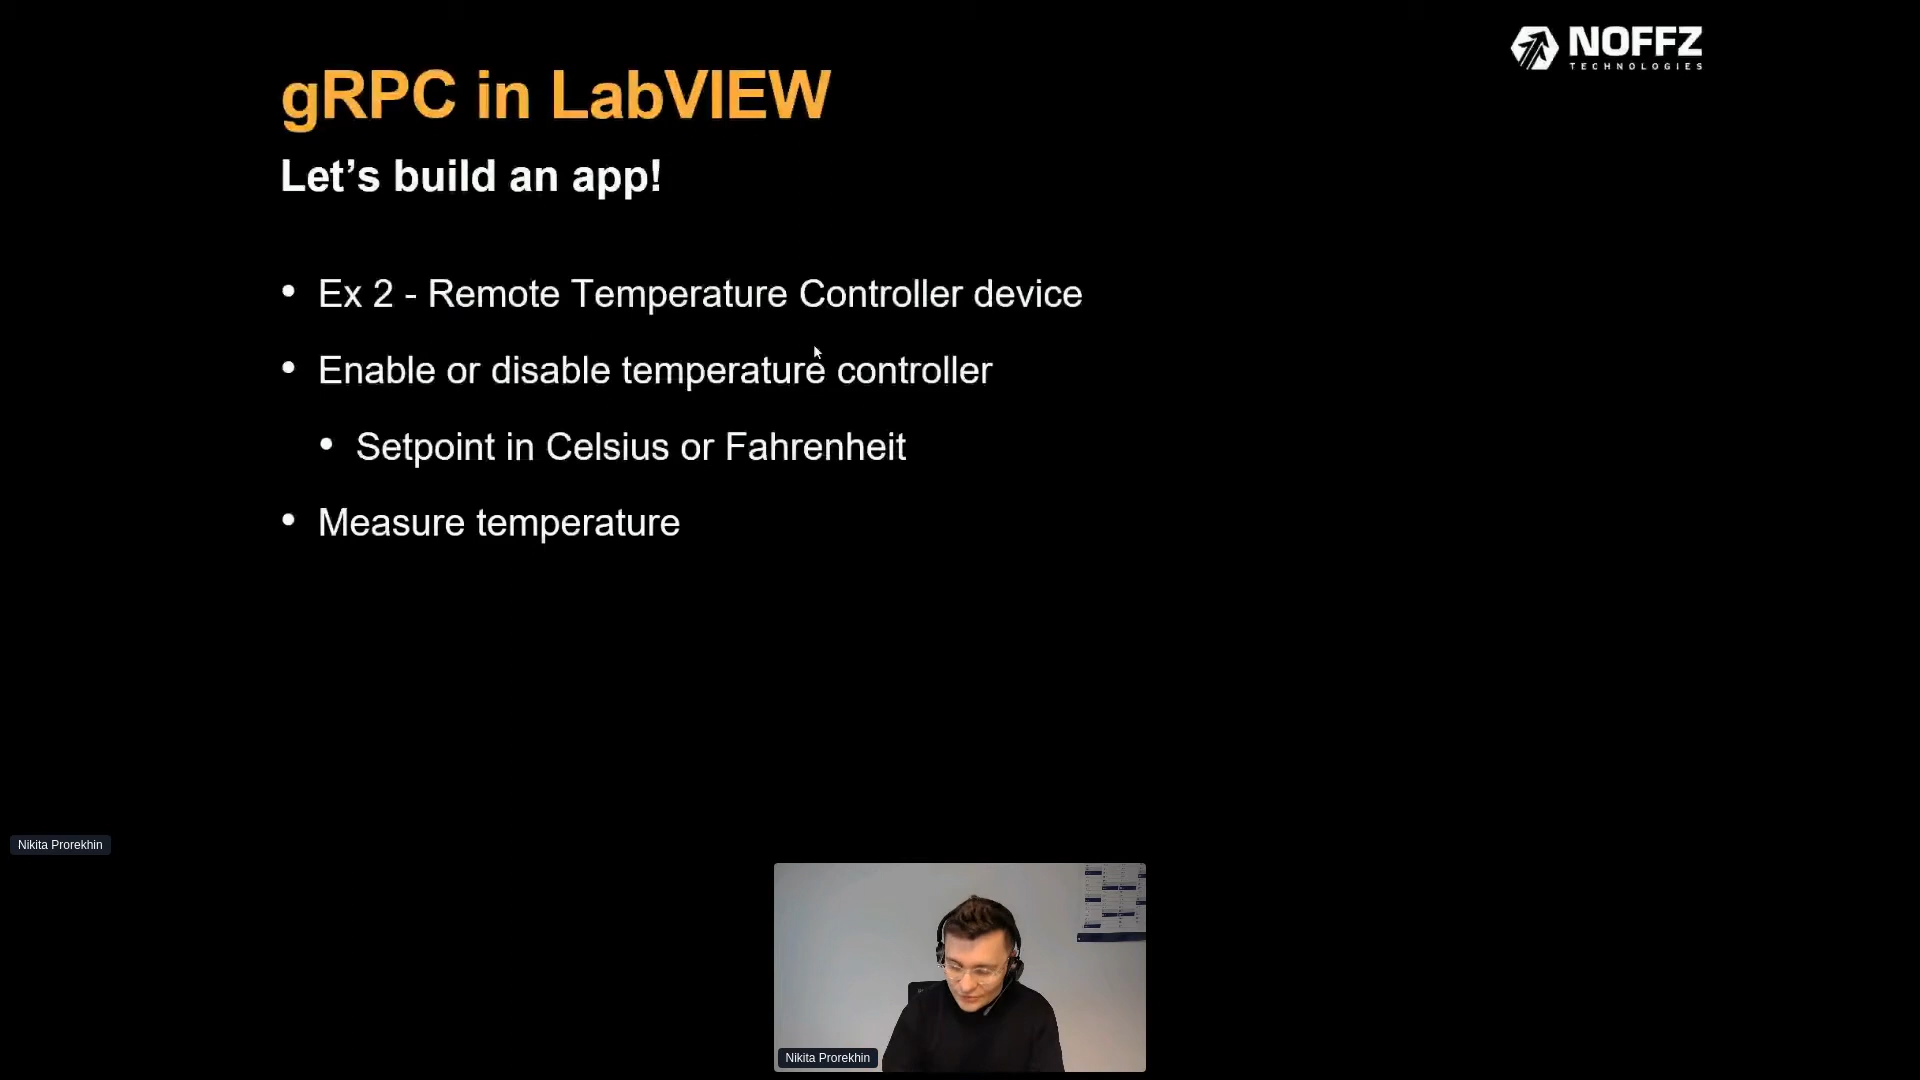 NOFFZ
TECHNOLOGIES
gRPC in LabVIEW
Let’s build an app!
• Ex 2 - Remote Temperature Controller device
• Enable or disable temperature controller
• Setpoint in Celsius or Fahrenheit
• Measure temperature
Nikita Prorekhin
Nikita Prorekhin